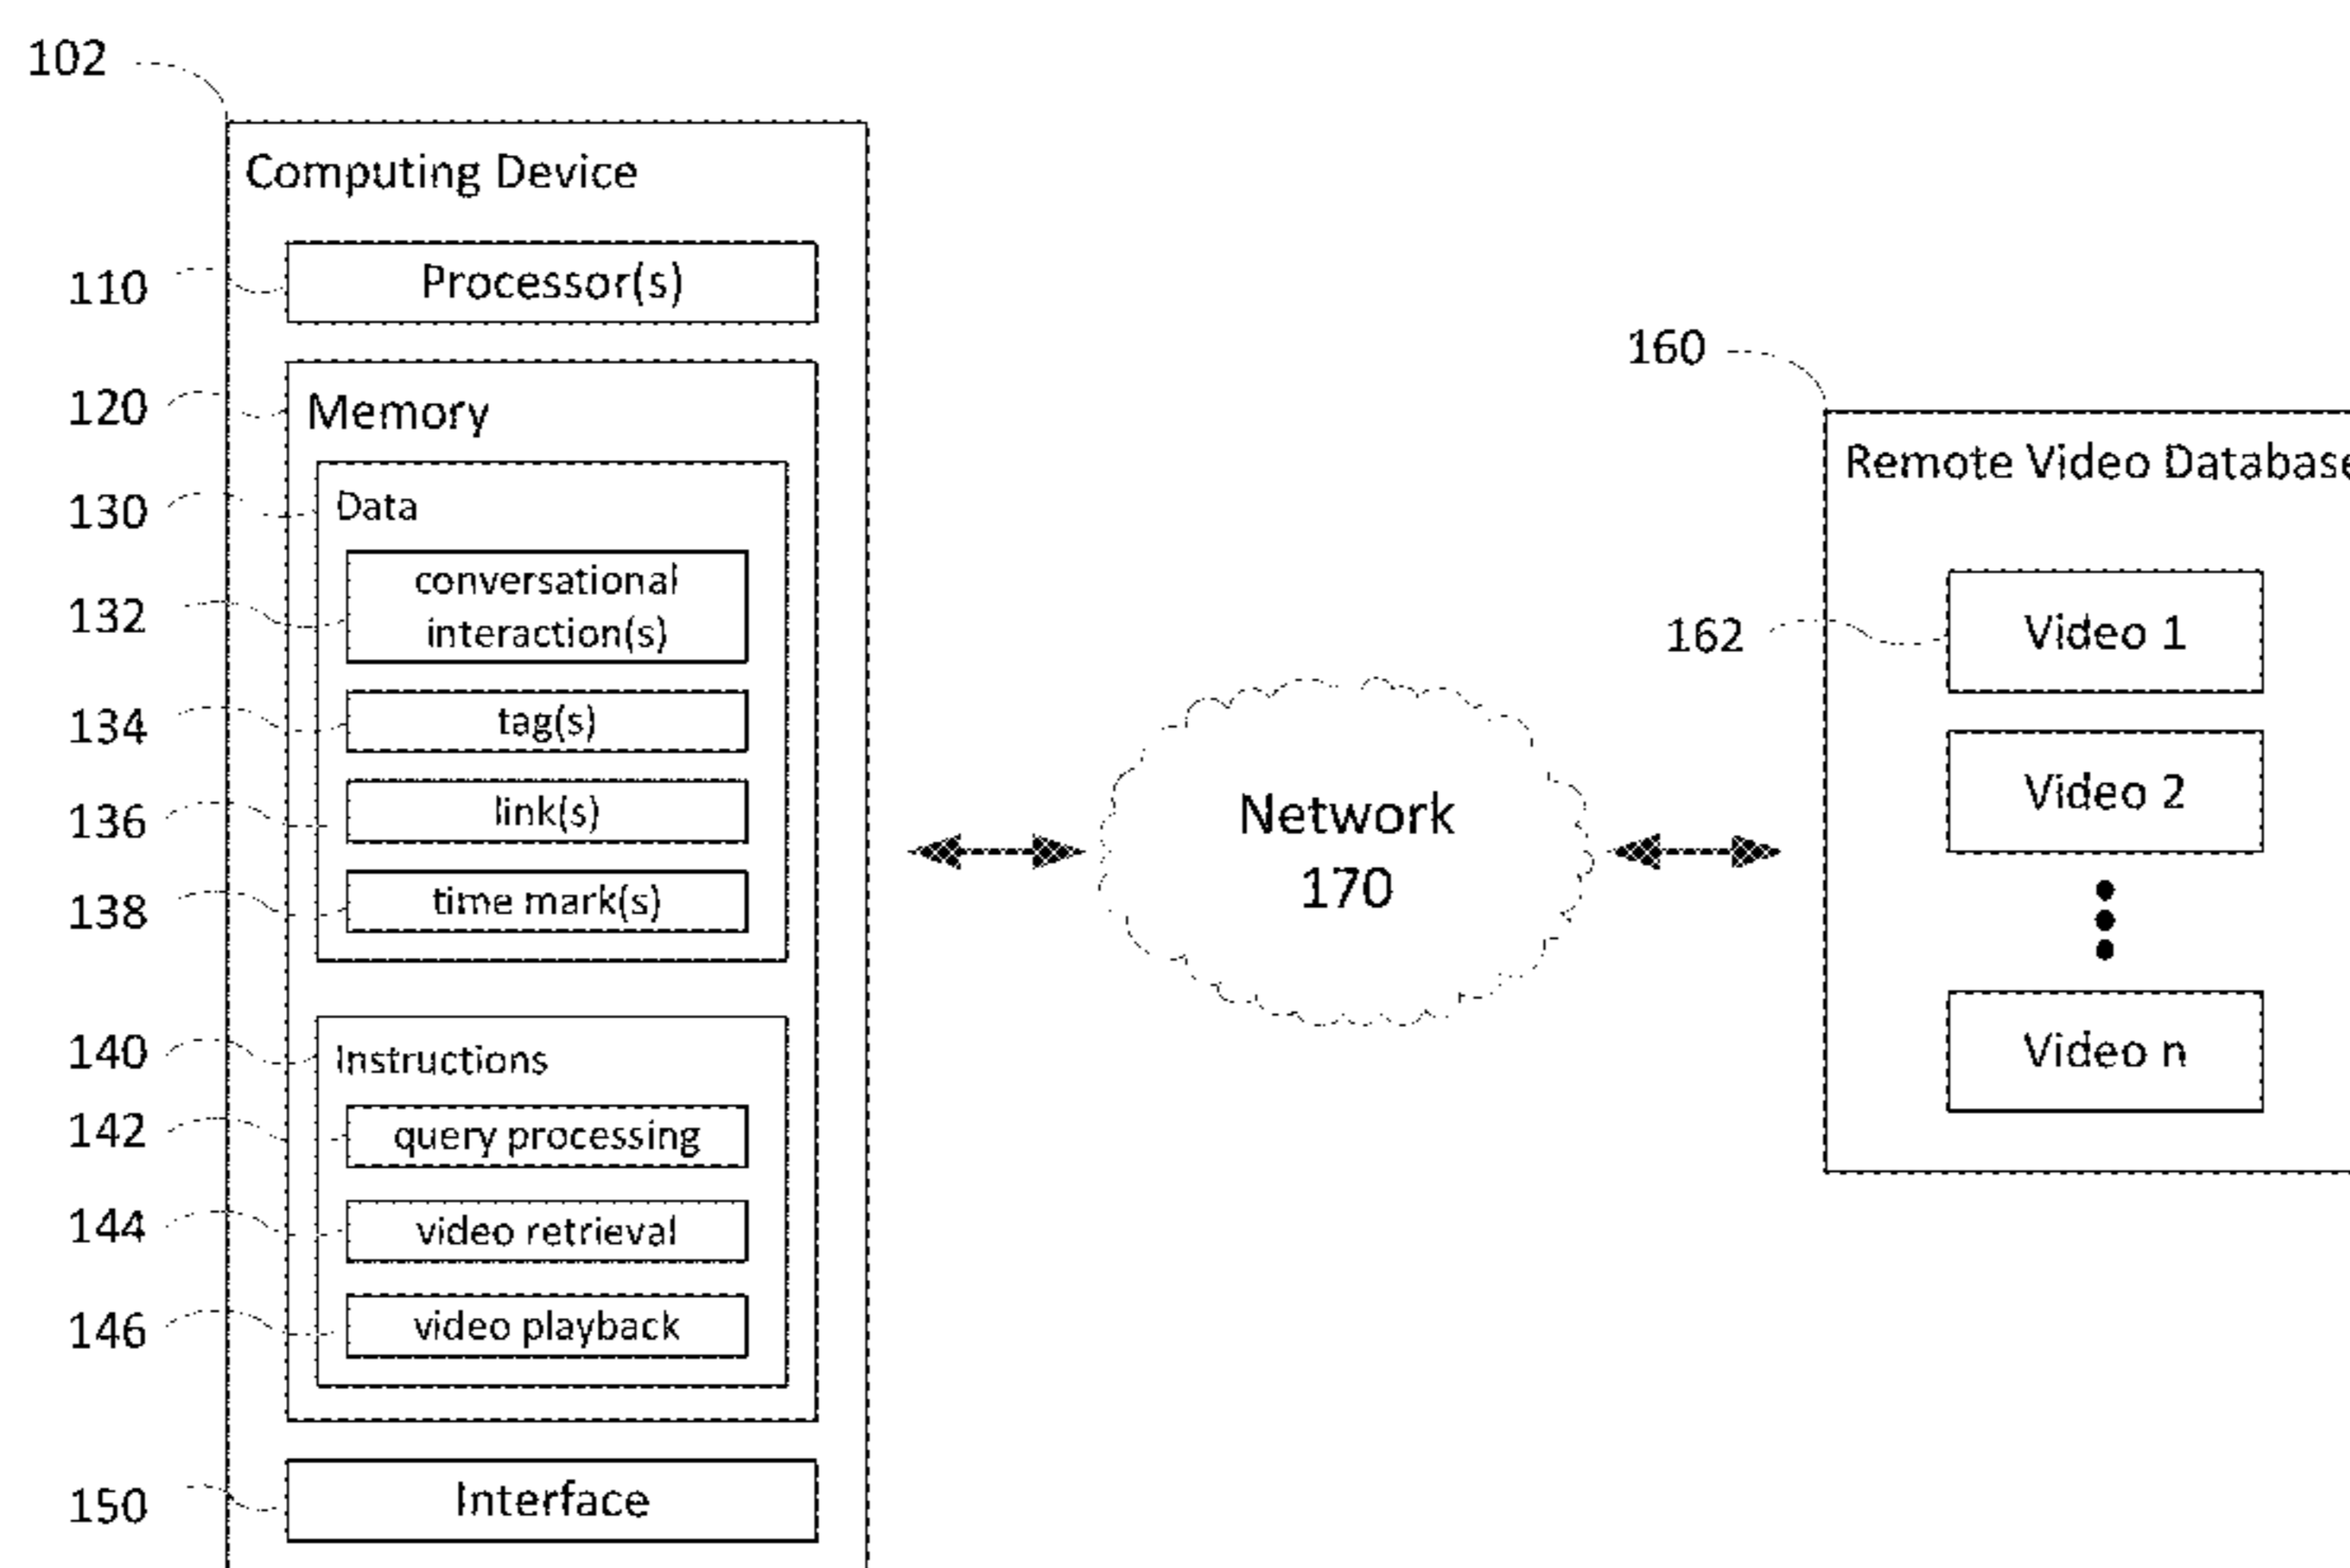 102
Computing Device
110
Processor(s)
120
Memory
130
Data
132
conversational
interaction(s)
134
tag(s)
136
link(s)
138
time mark(s)
140
Instructions
142
query processing
144
video retrieval
146
video playback
150
Interface
Network
170
160
Remote Video Database
162
Video 1
Video 2
Video n